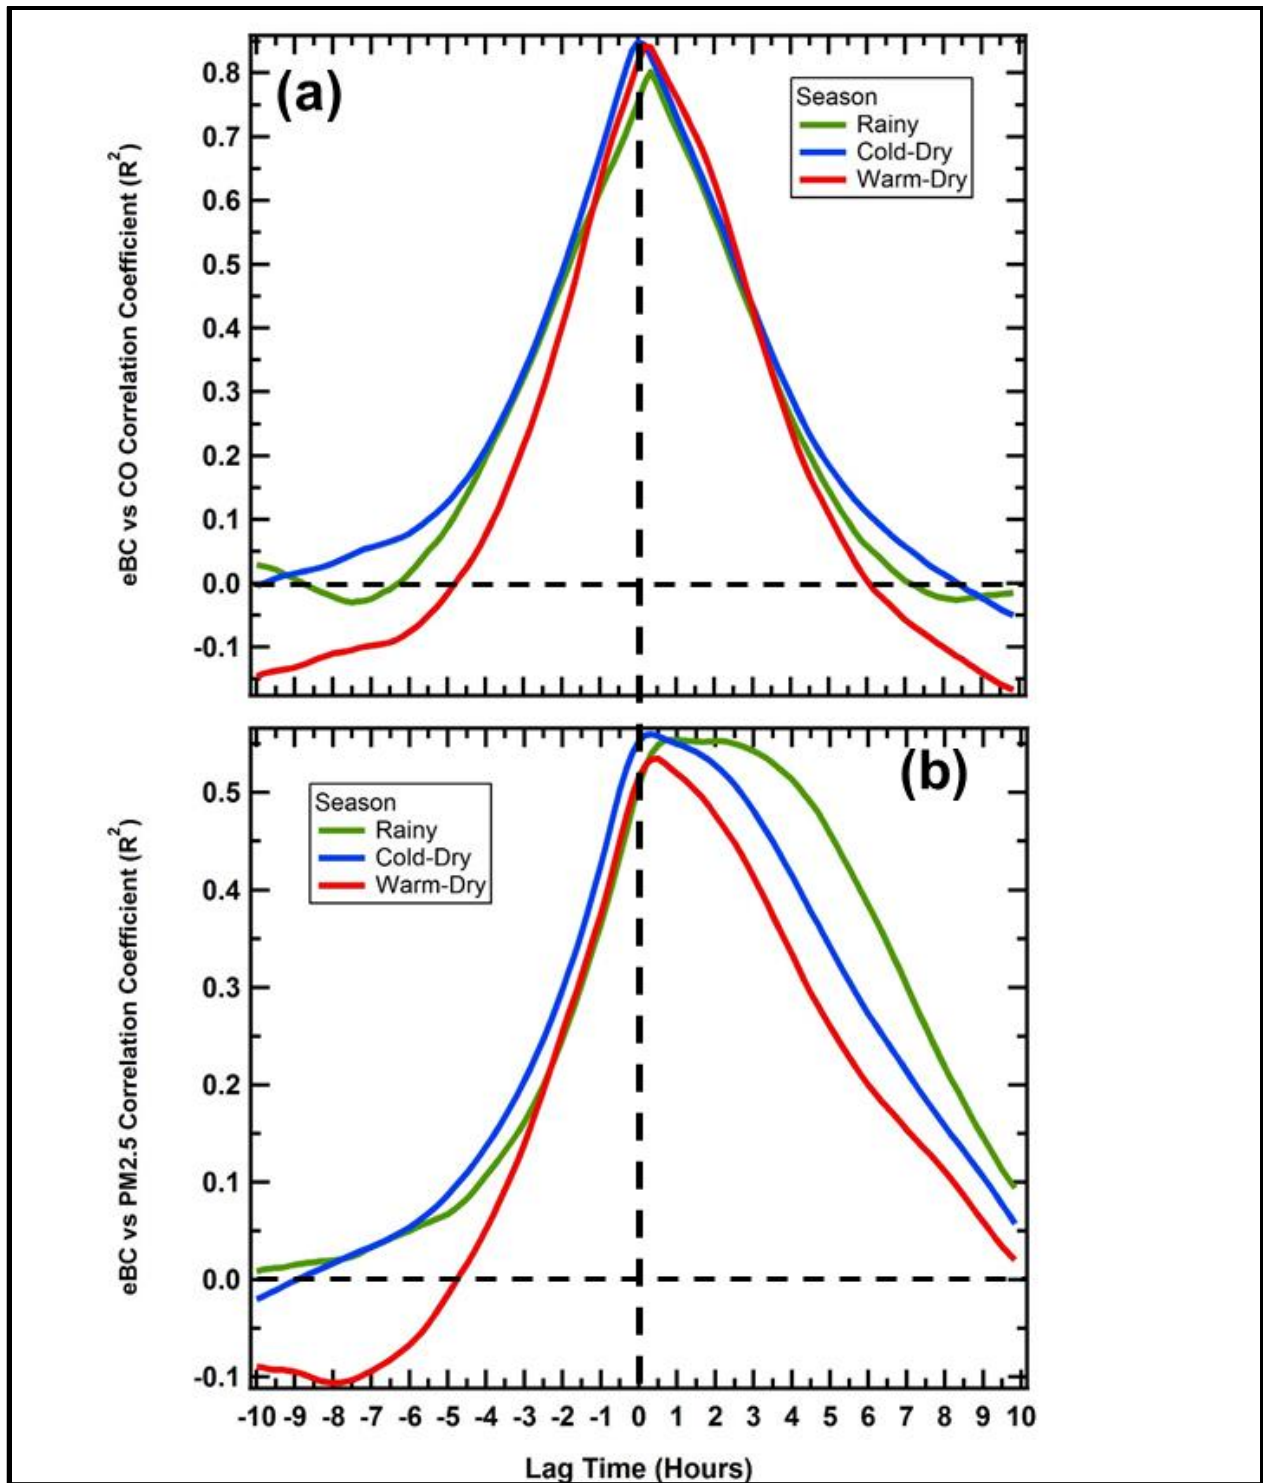 (a)
Season
Rainy
Cold-Dry
Warm-Dry
eBC vs CO Correlation Coefficient (R²)
0.8
0.7
0.6
0.5
0.4
0.3
0.2
0.1
0.0
-0.1
(b)
Season
Rainy
Cold-Dry
Warm-Dry
eBC vs PM2.5 Correlation Coefficient (R²)
0.5
0.4
0.3
0.2
0.1
0.0
-0.1
-10 -9 -8 -7 -6 -5 -4 -3 -2 -1 0 1 2 3 4 5 6 7 8 9 10
Lag Time (Hours)